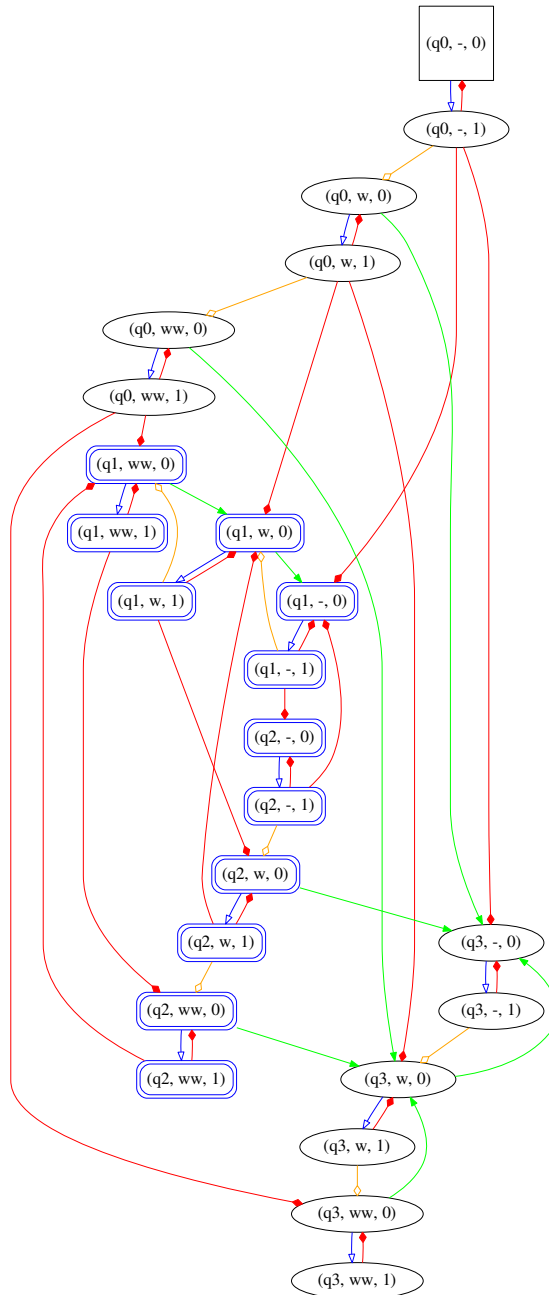 (q0, -, 0)
(q0, -, 1)
(q0, w, 0)
(q0, w, 1)
(q0, ww, 0)
(q0, ww, 1)
(q1, ww, 0)
(q1, ww, 1)
(q1, w, 0)
(q1, w, 1)
(q1, -, 0)
(q1, -, 1)
(q2, -, 0)
(q2, -, 1)
(q2, w, 0)
(q2, w, 1)
(q3, -, 0)
(q2, ww, 0)
(q3, -, 1)
(q2, ww, 1)
(q3, w, 0)
(q3, w, 1)
(q3, ww, 0)
(q3, ww, 1)